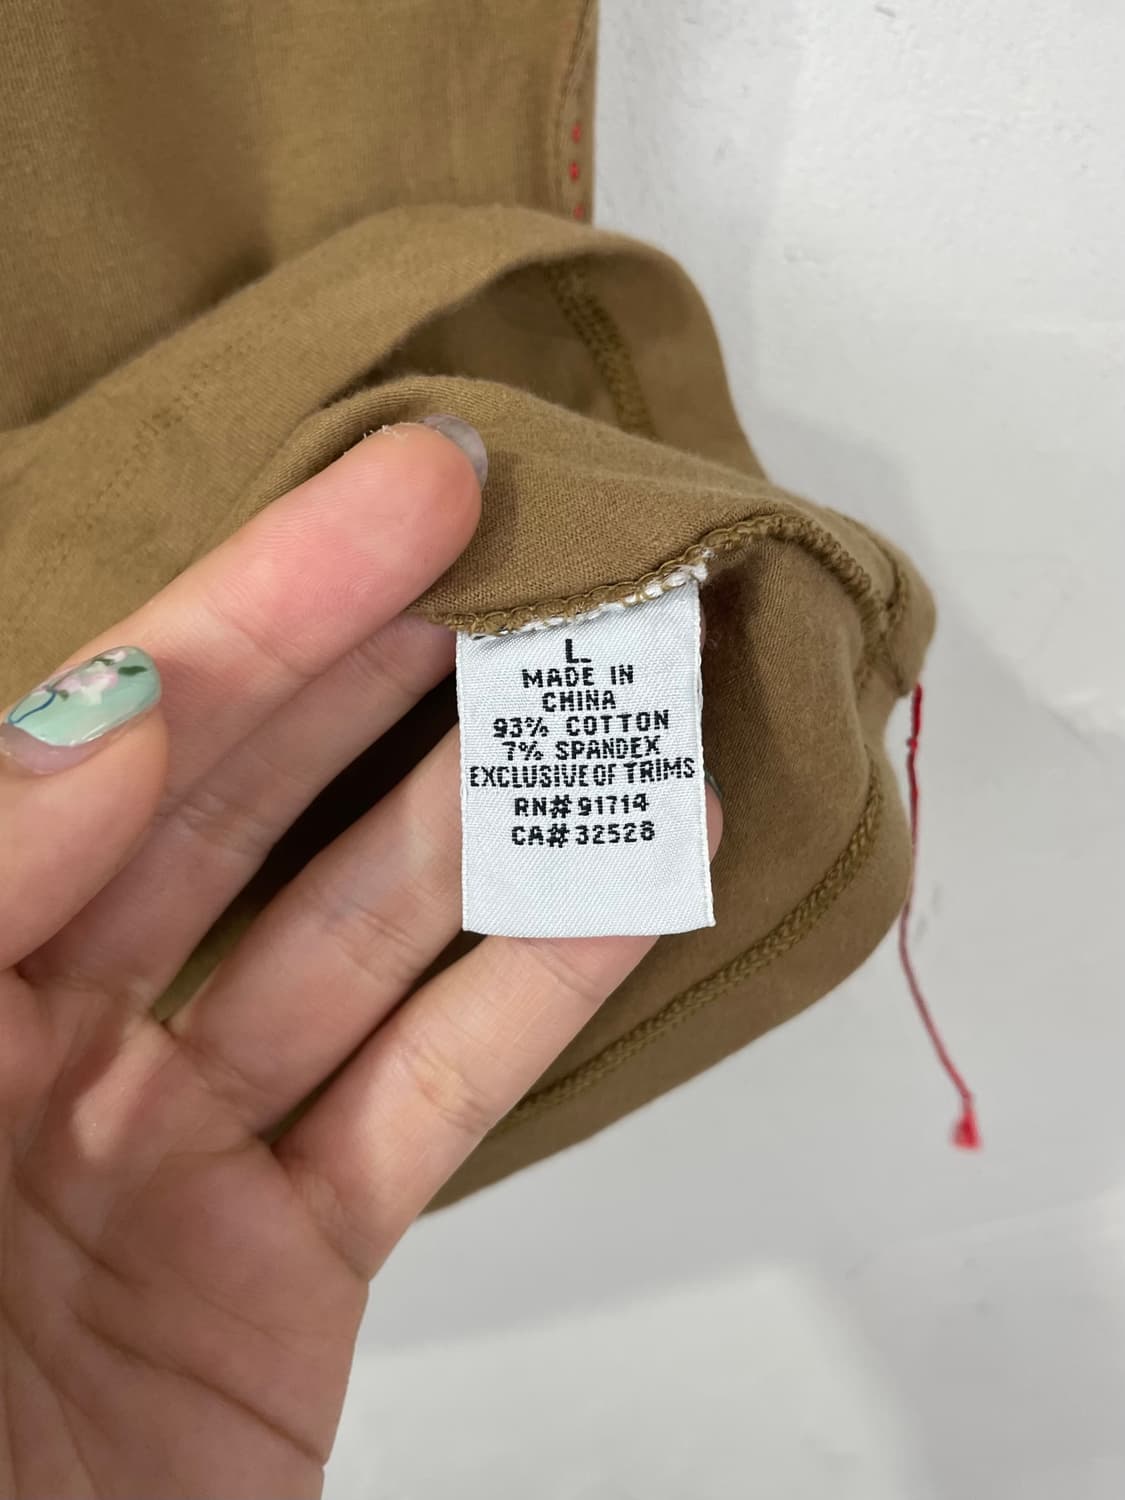 L
MADE IN
CHINA
93% COTTON
7% SPANDEX
EXCLUSIVE OF TRIMS
RN# 91714
CA# 32528